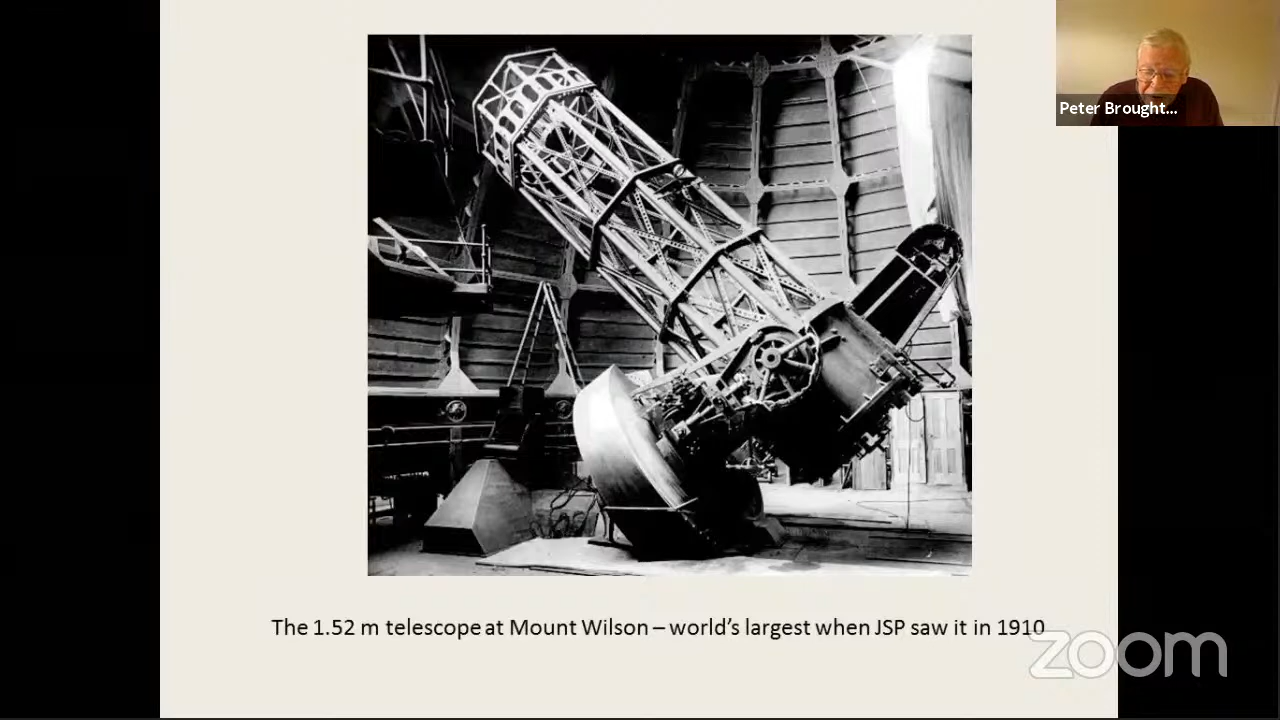 Peter Brought...
The 1.52 m telescope at Mount Wilson – world's largest when JSP saw it in 1910
zoom